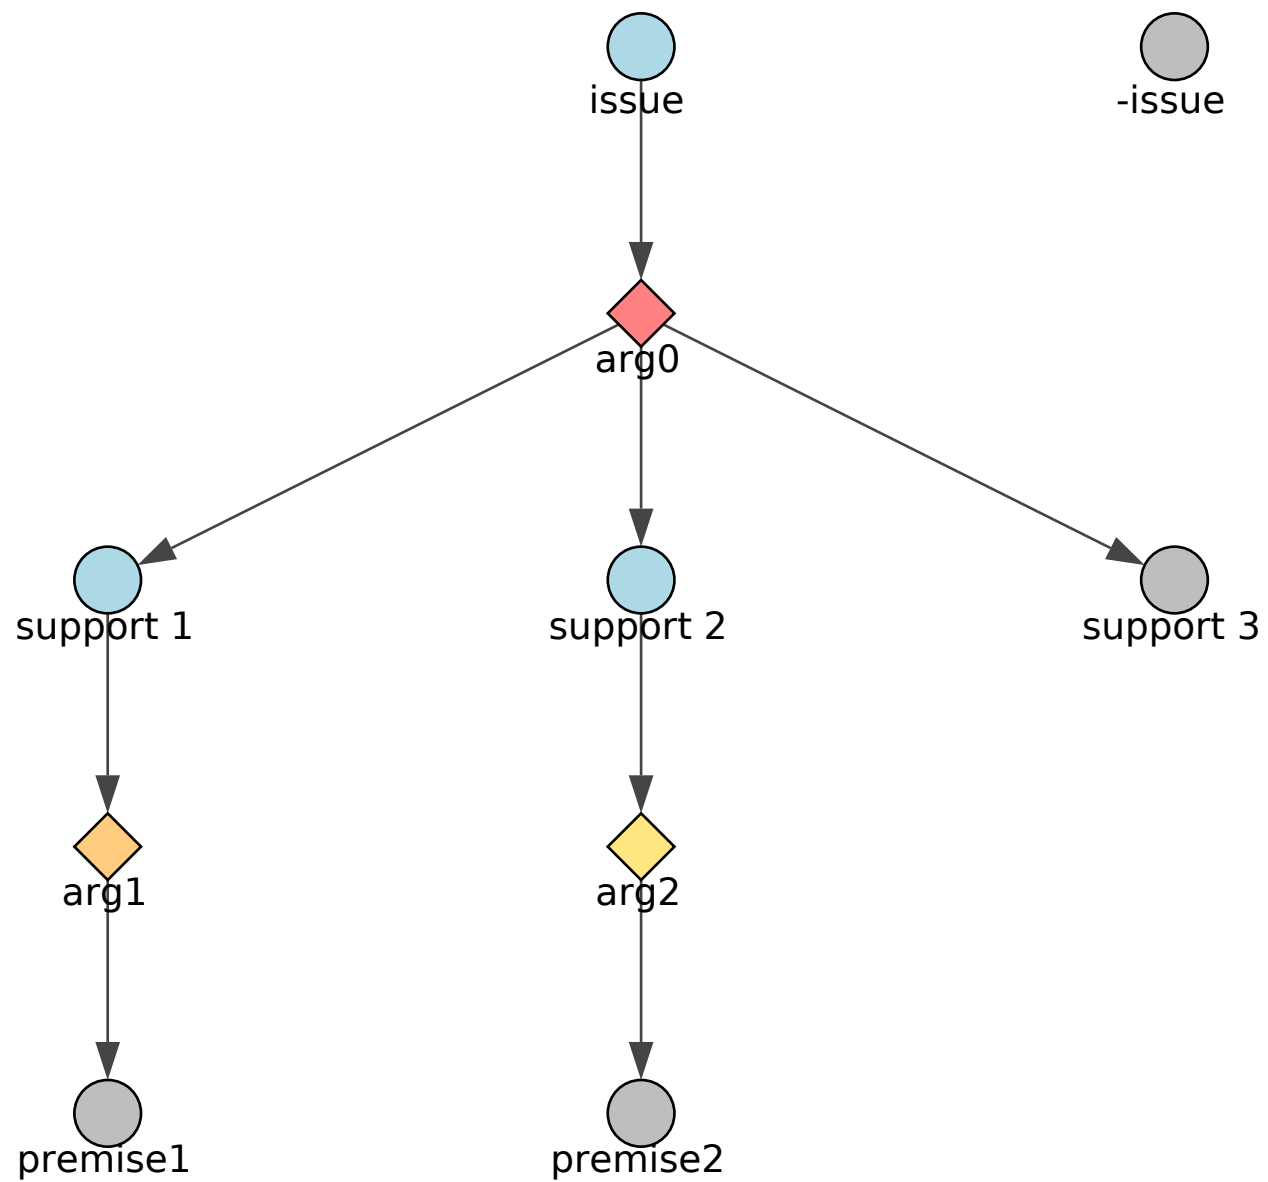 issue
-issue
arg0
support 1
support 2
support 3
arg1
arg2
premise1
premise2